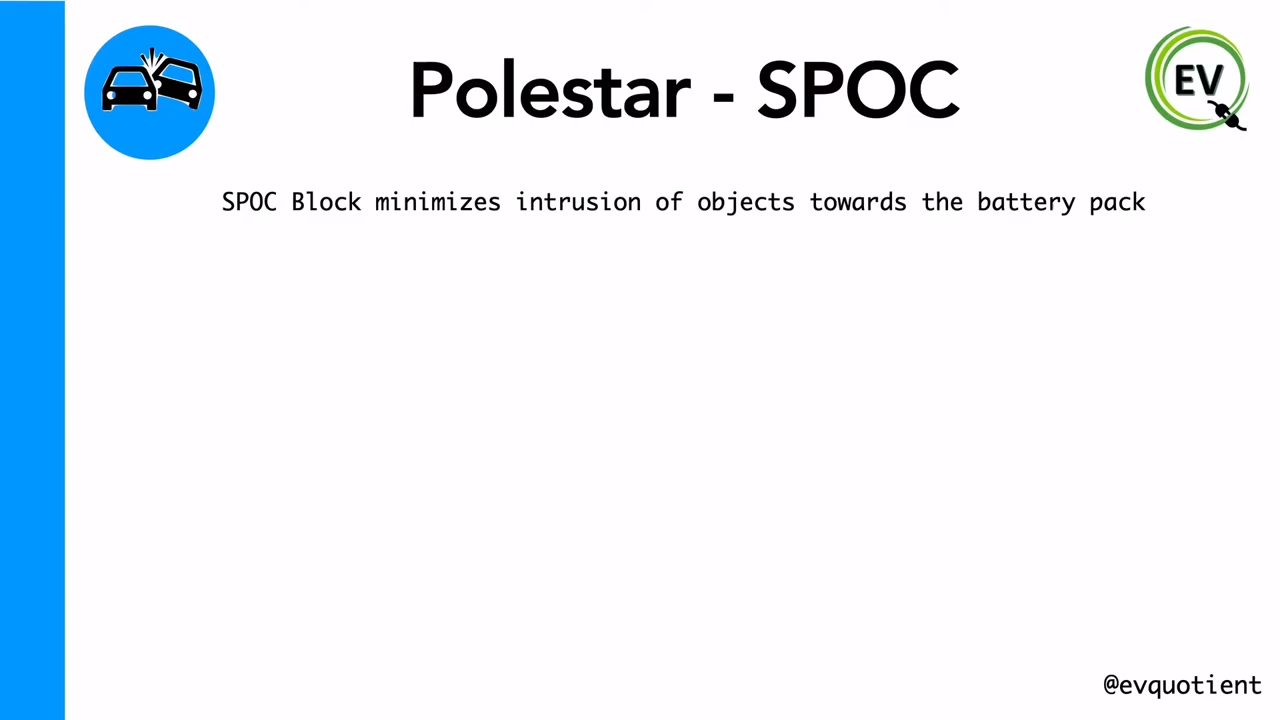 Polestar - SPOC
EV
SPOC Block minimizes intrusion of objects towards the battery pack
@evquotient